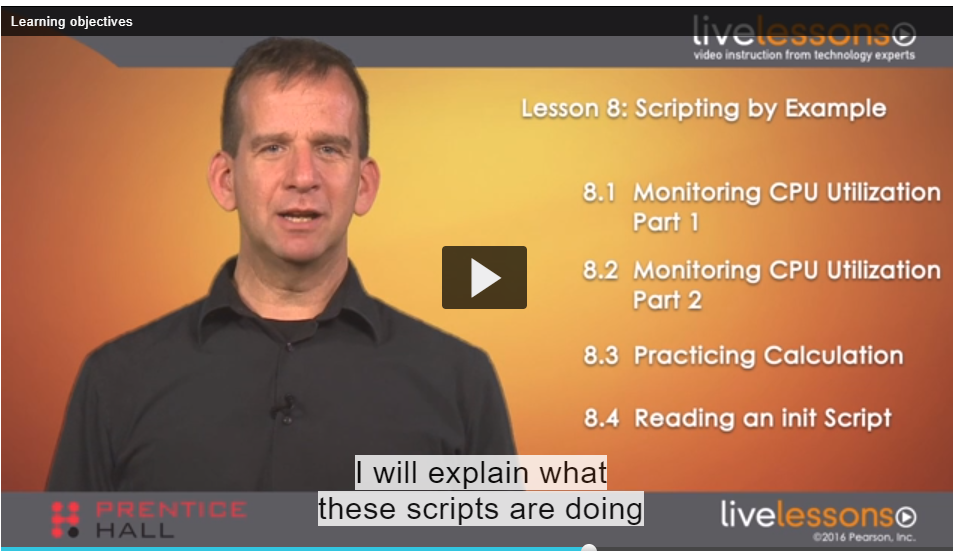 Learning objectives
livelessons
video instruction from technology experts
Lesson 8: Scripting by Example
8.1 Monitoring CPU Utilization
Part 1
8.2 Monitoring CPU Utilization
Part 2
8.3 Practicing Calculation
8.4 Reading an init Script
I will explain what
these scripts are doing
PRENTICE
HALL
livelessons
©2016 Pearson, Inc.